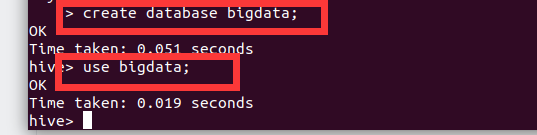 > create database bigdata;
OK
Time taken: 0.051 seconds
hive> use bigdata;
OK
Time taken: 0.019 seconds
hive>